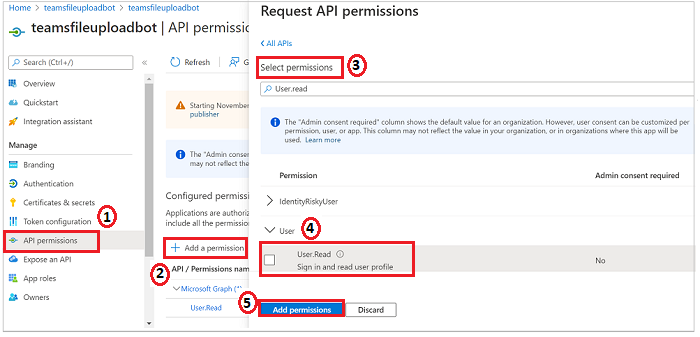 Home > teamsfileuploadbot > teamsfileuploadbot
teamsfileuploadbot | API permission
Search (Ctrl+/)
«
Overview
Quickstart
Integration assistant
Manage
Branding
Authentication
Certificates & secrets
Token configuration
1
API permissions
Expose an API
App roles
Owners
Refresh
Starting November
publisher
The "Admin consent
may not reflect the
Configured permiss
Applications are authoriz
include all the permission
+ Add a permission
2
API / Permissions name
Microsoft Graph (
User.Read
Request API permissions
All APIs
Select permissions
3
User.read
The "Admin consent required" column shows the default value for an organization. However, user consent can be customized per
permission, user, or app. This column may not reflect the value in your organization, or in organizations where this app will be
used. Learn more
Permission
Admin consent required
IdentityRiskyUser
User
4
User.Read
Sign in and read user profile
No
5
Add permissions
Discard